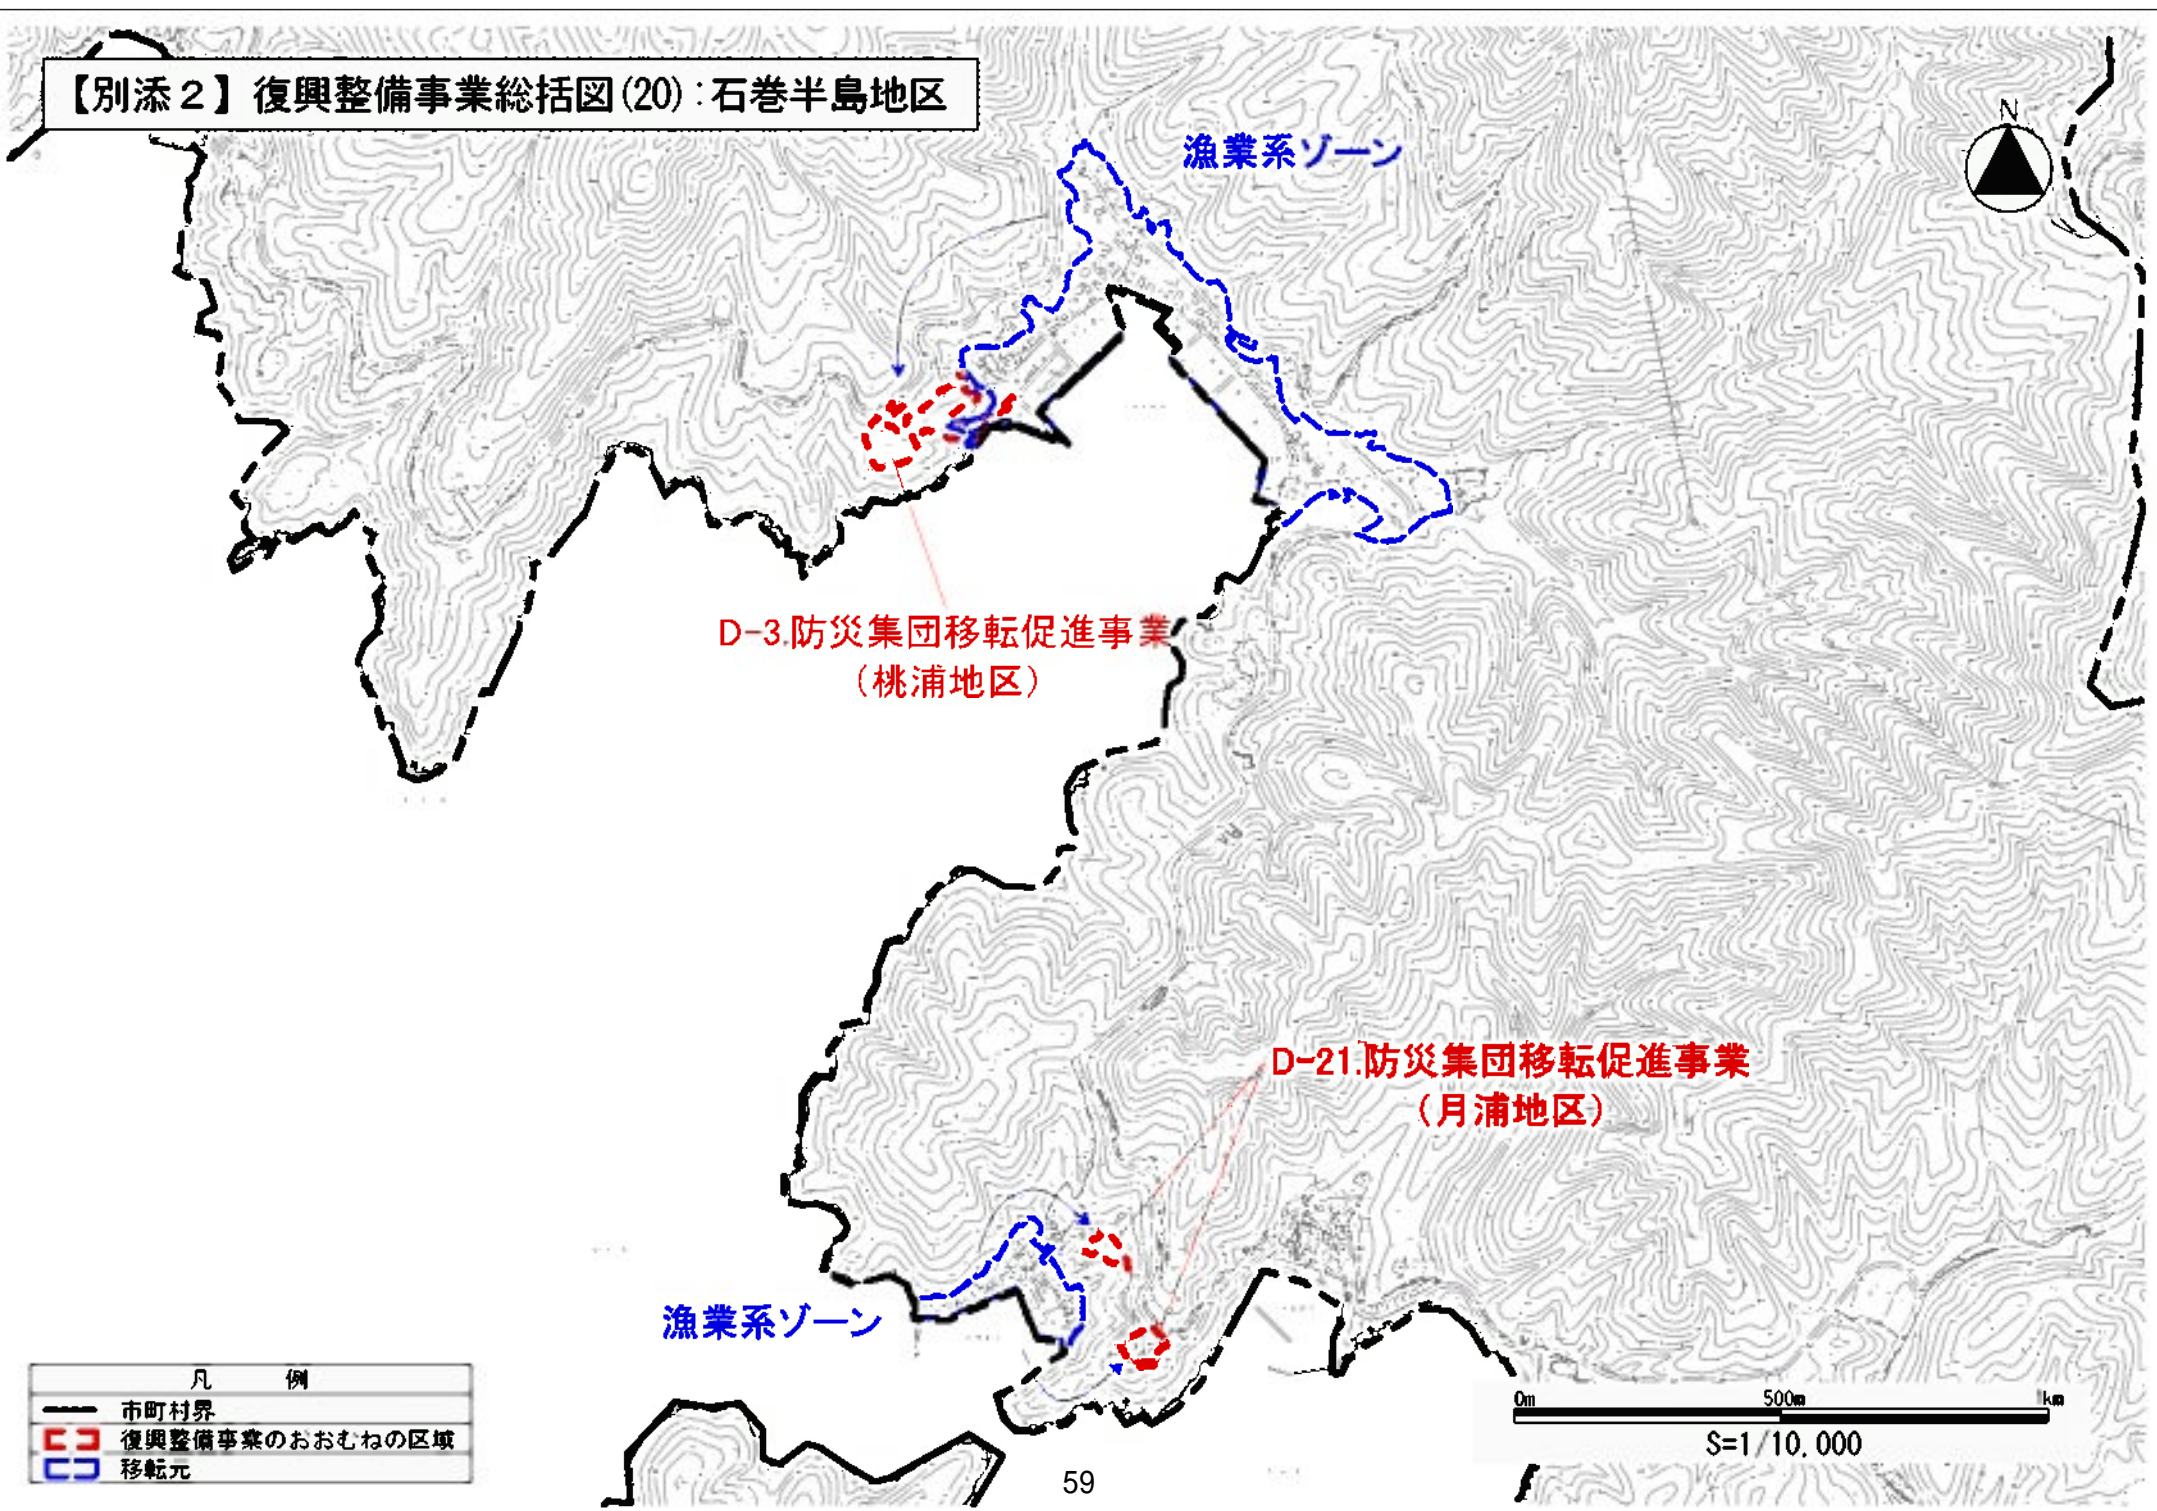 【別添２】復興整備事業総括図(20):石巻半島地区
N
漁業系ゾーン
D-3.防災集団移転促進事業
（桃浦地区）
D-21.防災集団移転促進事業
（月浦地区）
漁業系ゾーン
凡　例
市町村界
復興整備事業のおおむねの区域
移転元
0m 500m 1km
S=1/10,000
59